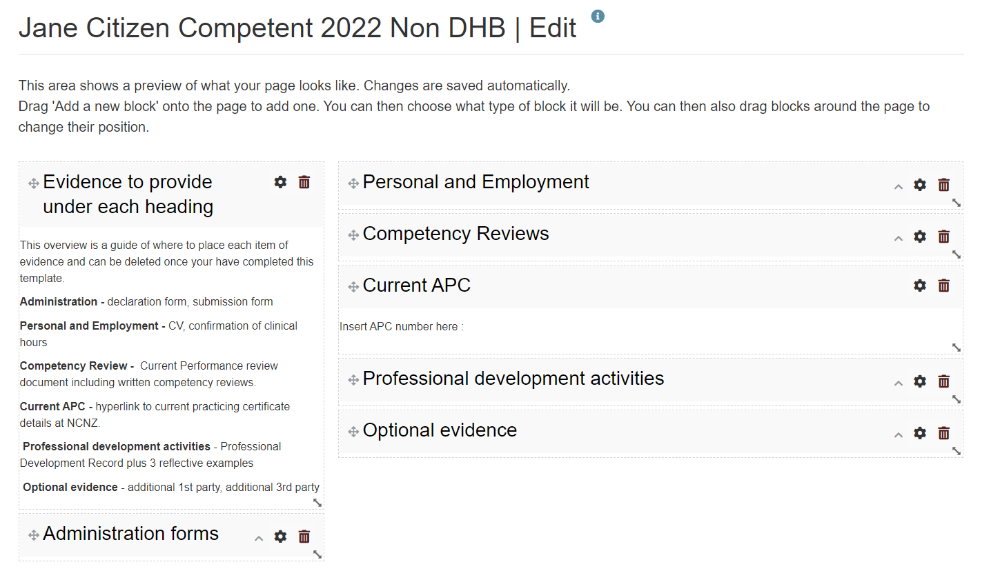 Jane Citizen Competent 2022 Non DHB | Edit
This area shows a preview of what your page looks like. Changes are saved automatically.
Drag 'Add a new block' onto the page to add one. You can then choose what type of block it will be. You can then also drag blocks around the page to
change their position.
Evidence to provide
under each heading
This overview is a guide of where to place each item of
evidence and can be deleted once your have completed this
template.
Administration - declaration form, submission form
Personal and Employment - CV, confirmation of clinical
hours
Competency Review -  Current Performance review
document including written competency reviews.
Current APC - hyperlink to current practicing certificate
details at NCNZ.
Professional development activities - Professional
Development Record plus 3 reflective examples
Optional evidence - additional 1st party, additional 3rd party
Administration forms
Personal and Employment
Competency Reviews
Current APC
Insert APC number here :
Professional development activities
Optional evidence